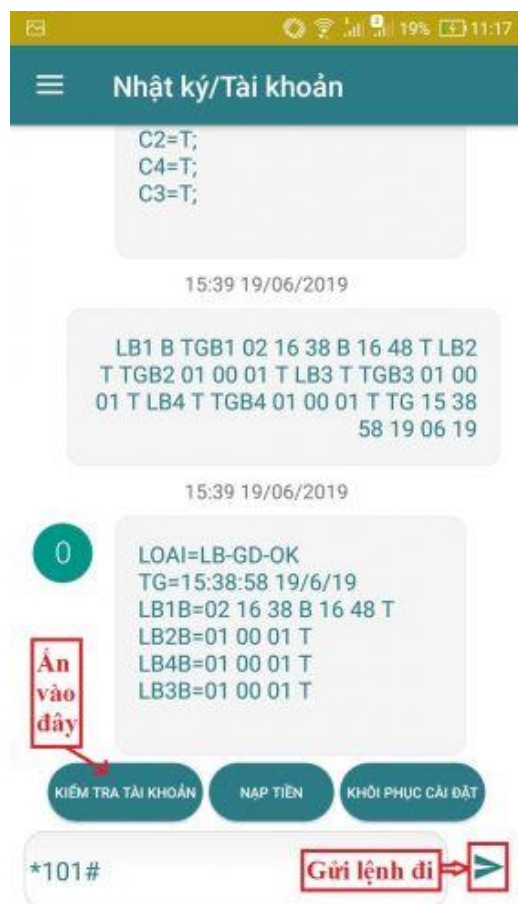 19% 11:17
Nhật ký/Tài khoản
C2=T;
C4=T;
C3=T;
15:39 19/06/2019
LB1 B TGB1 02 16 38 B 16 48 T LB2
T TGB2 01 00 01 T LB3 T TGB3 01 00
01 T LB4 T TGB4 01 00 01 T TG 15 38
58 19 06 19
15:39 19/06/2019
0
LOAI=LB-GD-OK
TG=15:38:58 19/6/19
LB1B=02 16 38 B 16 48 T
LB2B=01 00 01 T
LB4B=01 00 01 T
LB3B=01 00 01 T
Ấn
vào
đây
KIỂM TRA TÀI KHOẢN NẠP TIỀN KHÔI PHỤC CÀI ĐẶT
*101# Gửi lệnh đi